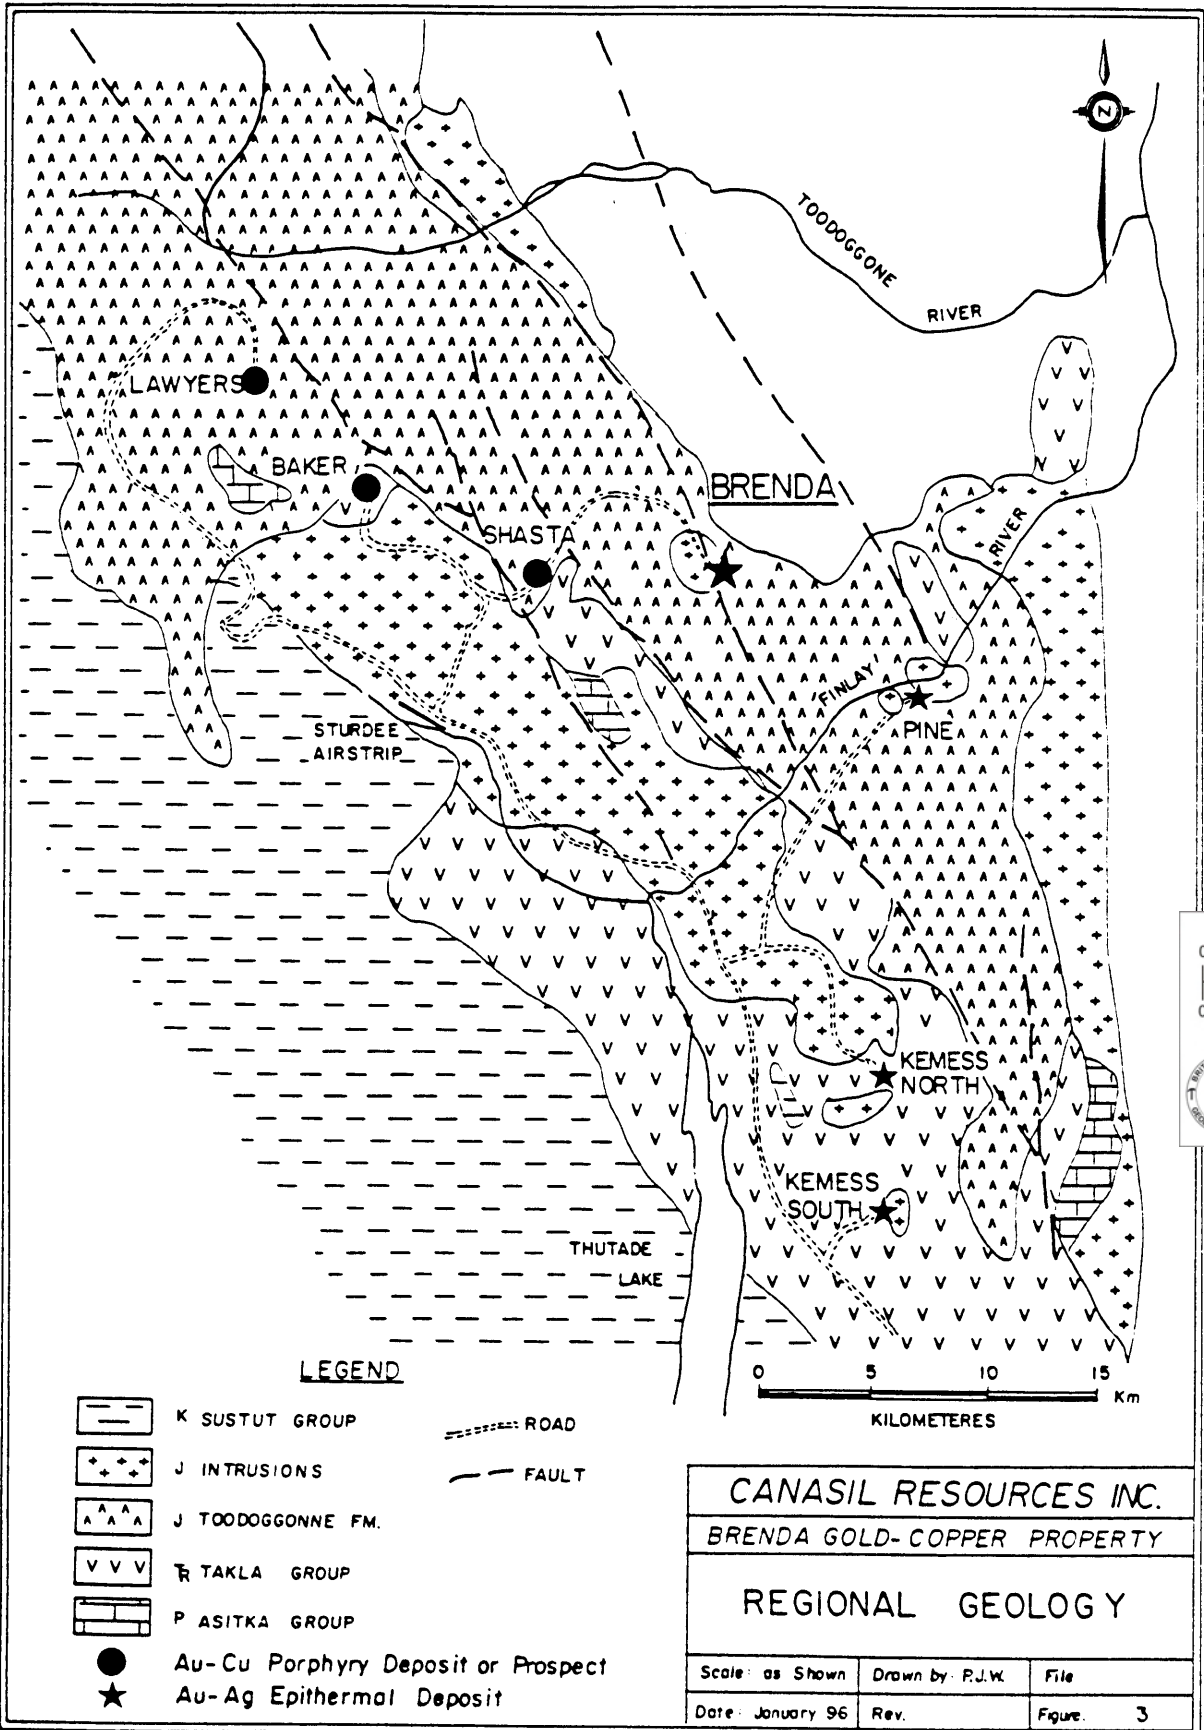 N
TOODOGGONE
RIVER
LAWYERS
BAKER
BRENDA
SHASTA
RIVER
FINLAY
PINE
STURDEE
AIRSTRIP
KEMESS
NORTH
KEMESS
SOUTH
THUTADE
LAKE
LEGEND
K SUSTUT GROUP
J INTRUSIONS
J TOODOGGONNE FM.
TR TAKLA GROUP
P ASITKA GROUP
Au-Cu Porphyry Deposit or Prospect
Au-Ag Epithermal Deposit
ROAD
FAULT
0 5 10 15 Km
KILOMETERES
CANASIL RESOURCES INC.
BRENDA GOLD-COPPER PROPERTY
REGIONAL GEOLOGY
Scale: as Shown Drawn by: P.J.W. File
Date: January 96 Rev. Figure. 3